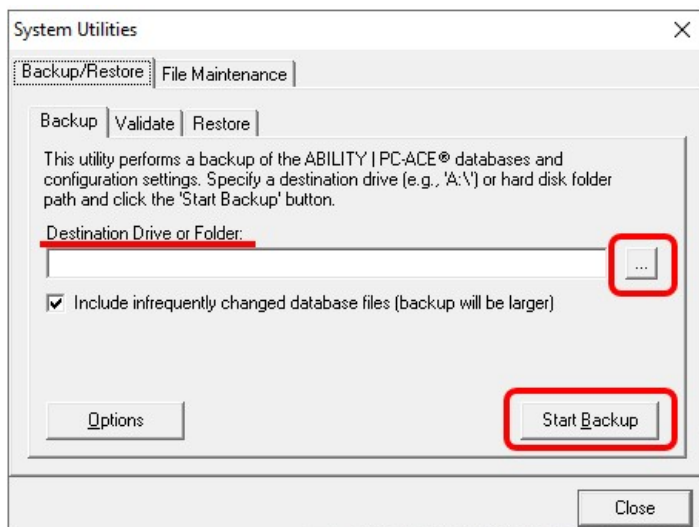 System Utilities
Backup/Restore File Maintenance
Backup Validate Restore
This utility performs a backup of the ABILITY | PC-ACE® databases and
configuration settings. Specify a destination drive (e.g., 'A:\') or hard disk folder
path and click the 'Start Backup' button.
Destination Drive or Folder:
...
Include infrequently changed database files (backup will be larger)
Options Start Backup
Close